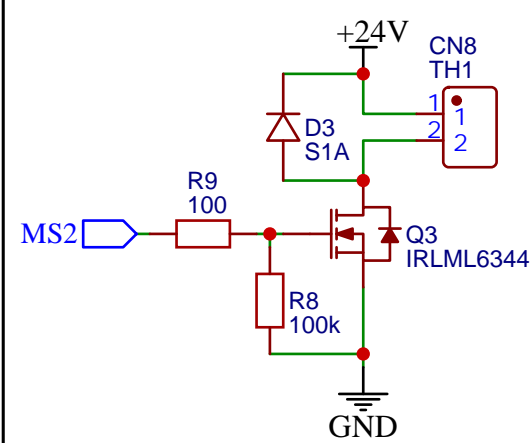 +24V
CN8
TH1
1
1
2
2
D3
S1A
R9
100
MS2
Q3
IRLML6344
R8
100k
GND